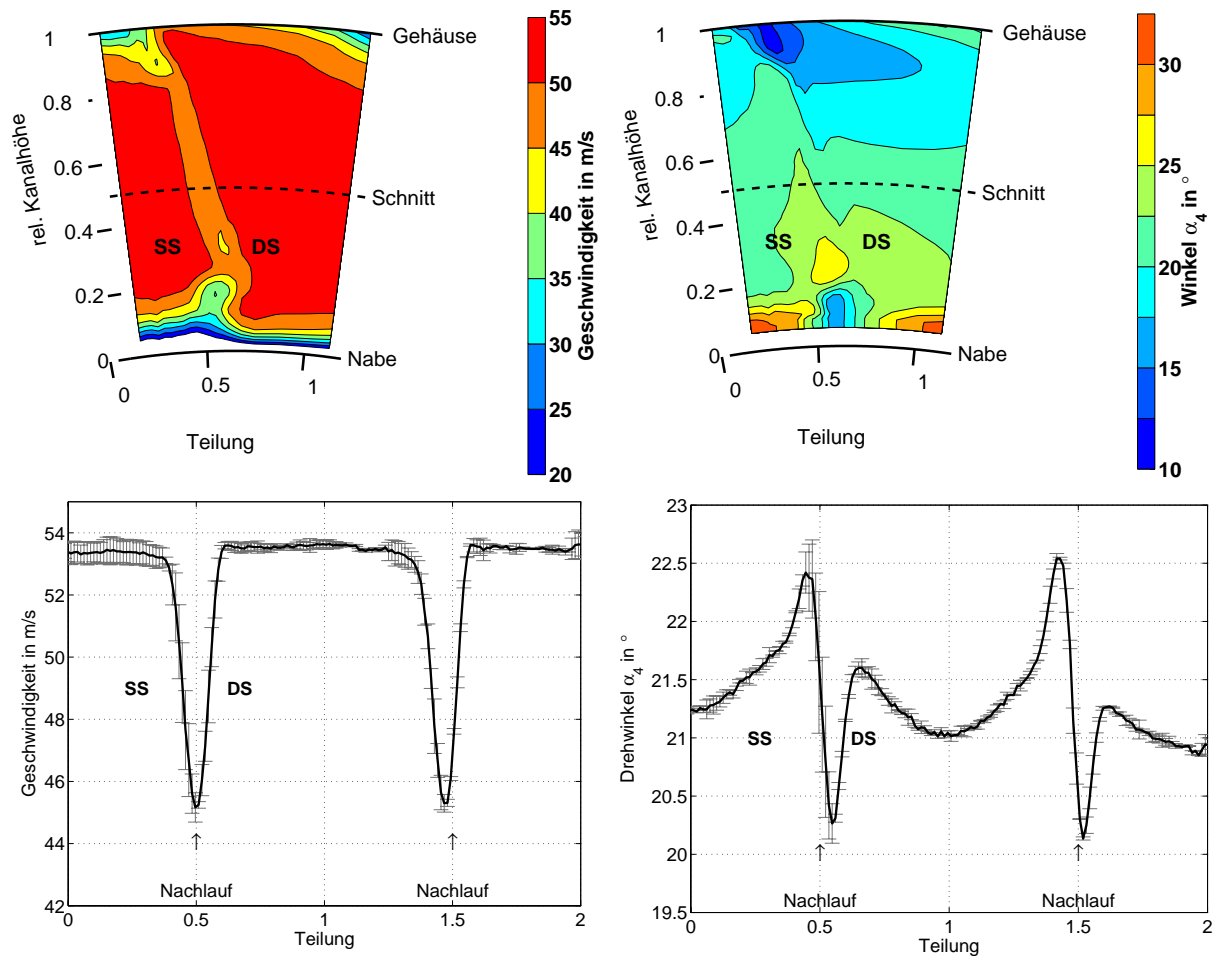 1
0.8
0.6
0.4
0.2
0
rel. Kanalhöhe
Gehäuse
Schnitt
Nabe
SS
DS
0
0.5
1
Teilung
55
50
45
40
35
30
25
20
Geschwindigkeit in m/s
1
0.8
0.6
0.4
0.2
0
rel. Kanalhöhe
Gehäuse
Schnitt
Nabe
SS
DS
0
0.5
1
Teilung
30
25
20
15
10
Winkel α4 in °
54
52
50
48
46
44
42
Geschwindigkeit in m/s
SS
DS
↑
↑
Nachlauf
Nachlauf
0
0.5
1
1.5
2
Teilung
23
22.5
22
21.5
21
20.5
20
19.5
Drehwinkel α4 in °
SS
DS
↑
↑
Nachlauf
Nachlauf
0
0.5
1
1.5
2
Teilung